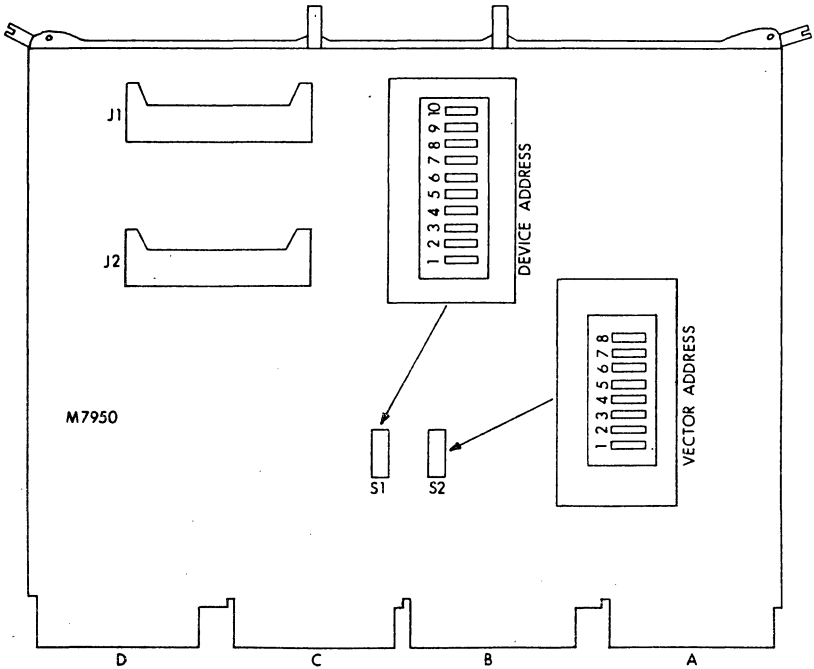 J1
J2
1 2 3 4 5 6 7 8 9 10
DEVICE ADDRESS
1 2 3 4 5 6 7 8
VECTOR ADDRESS
M7950
S1
S2
D
C
B
A